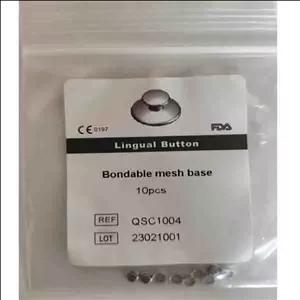 CE 0197 FDA
Lingual Button
Bondable mesh base
10pcs
REF QSC1004
LOT 23021001